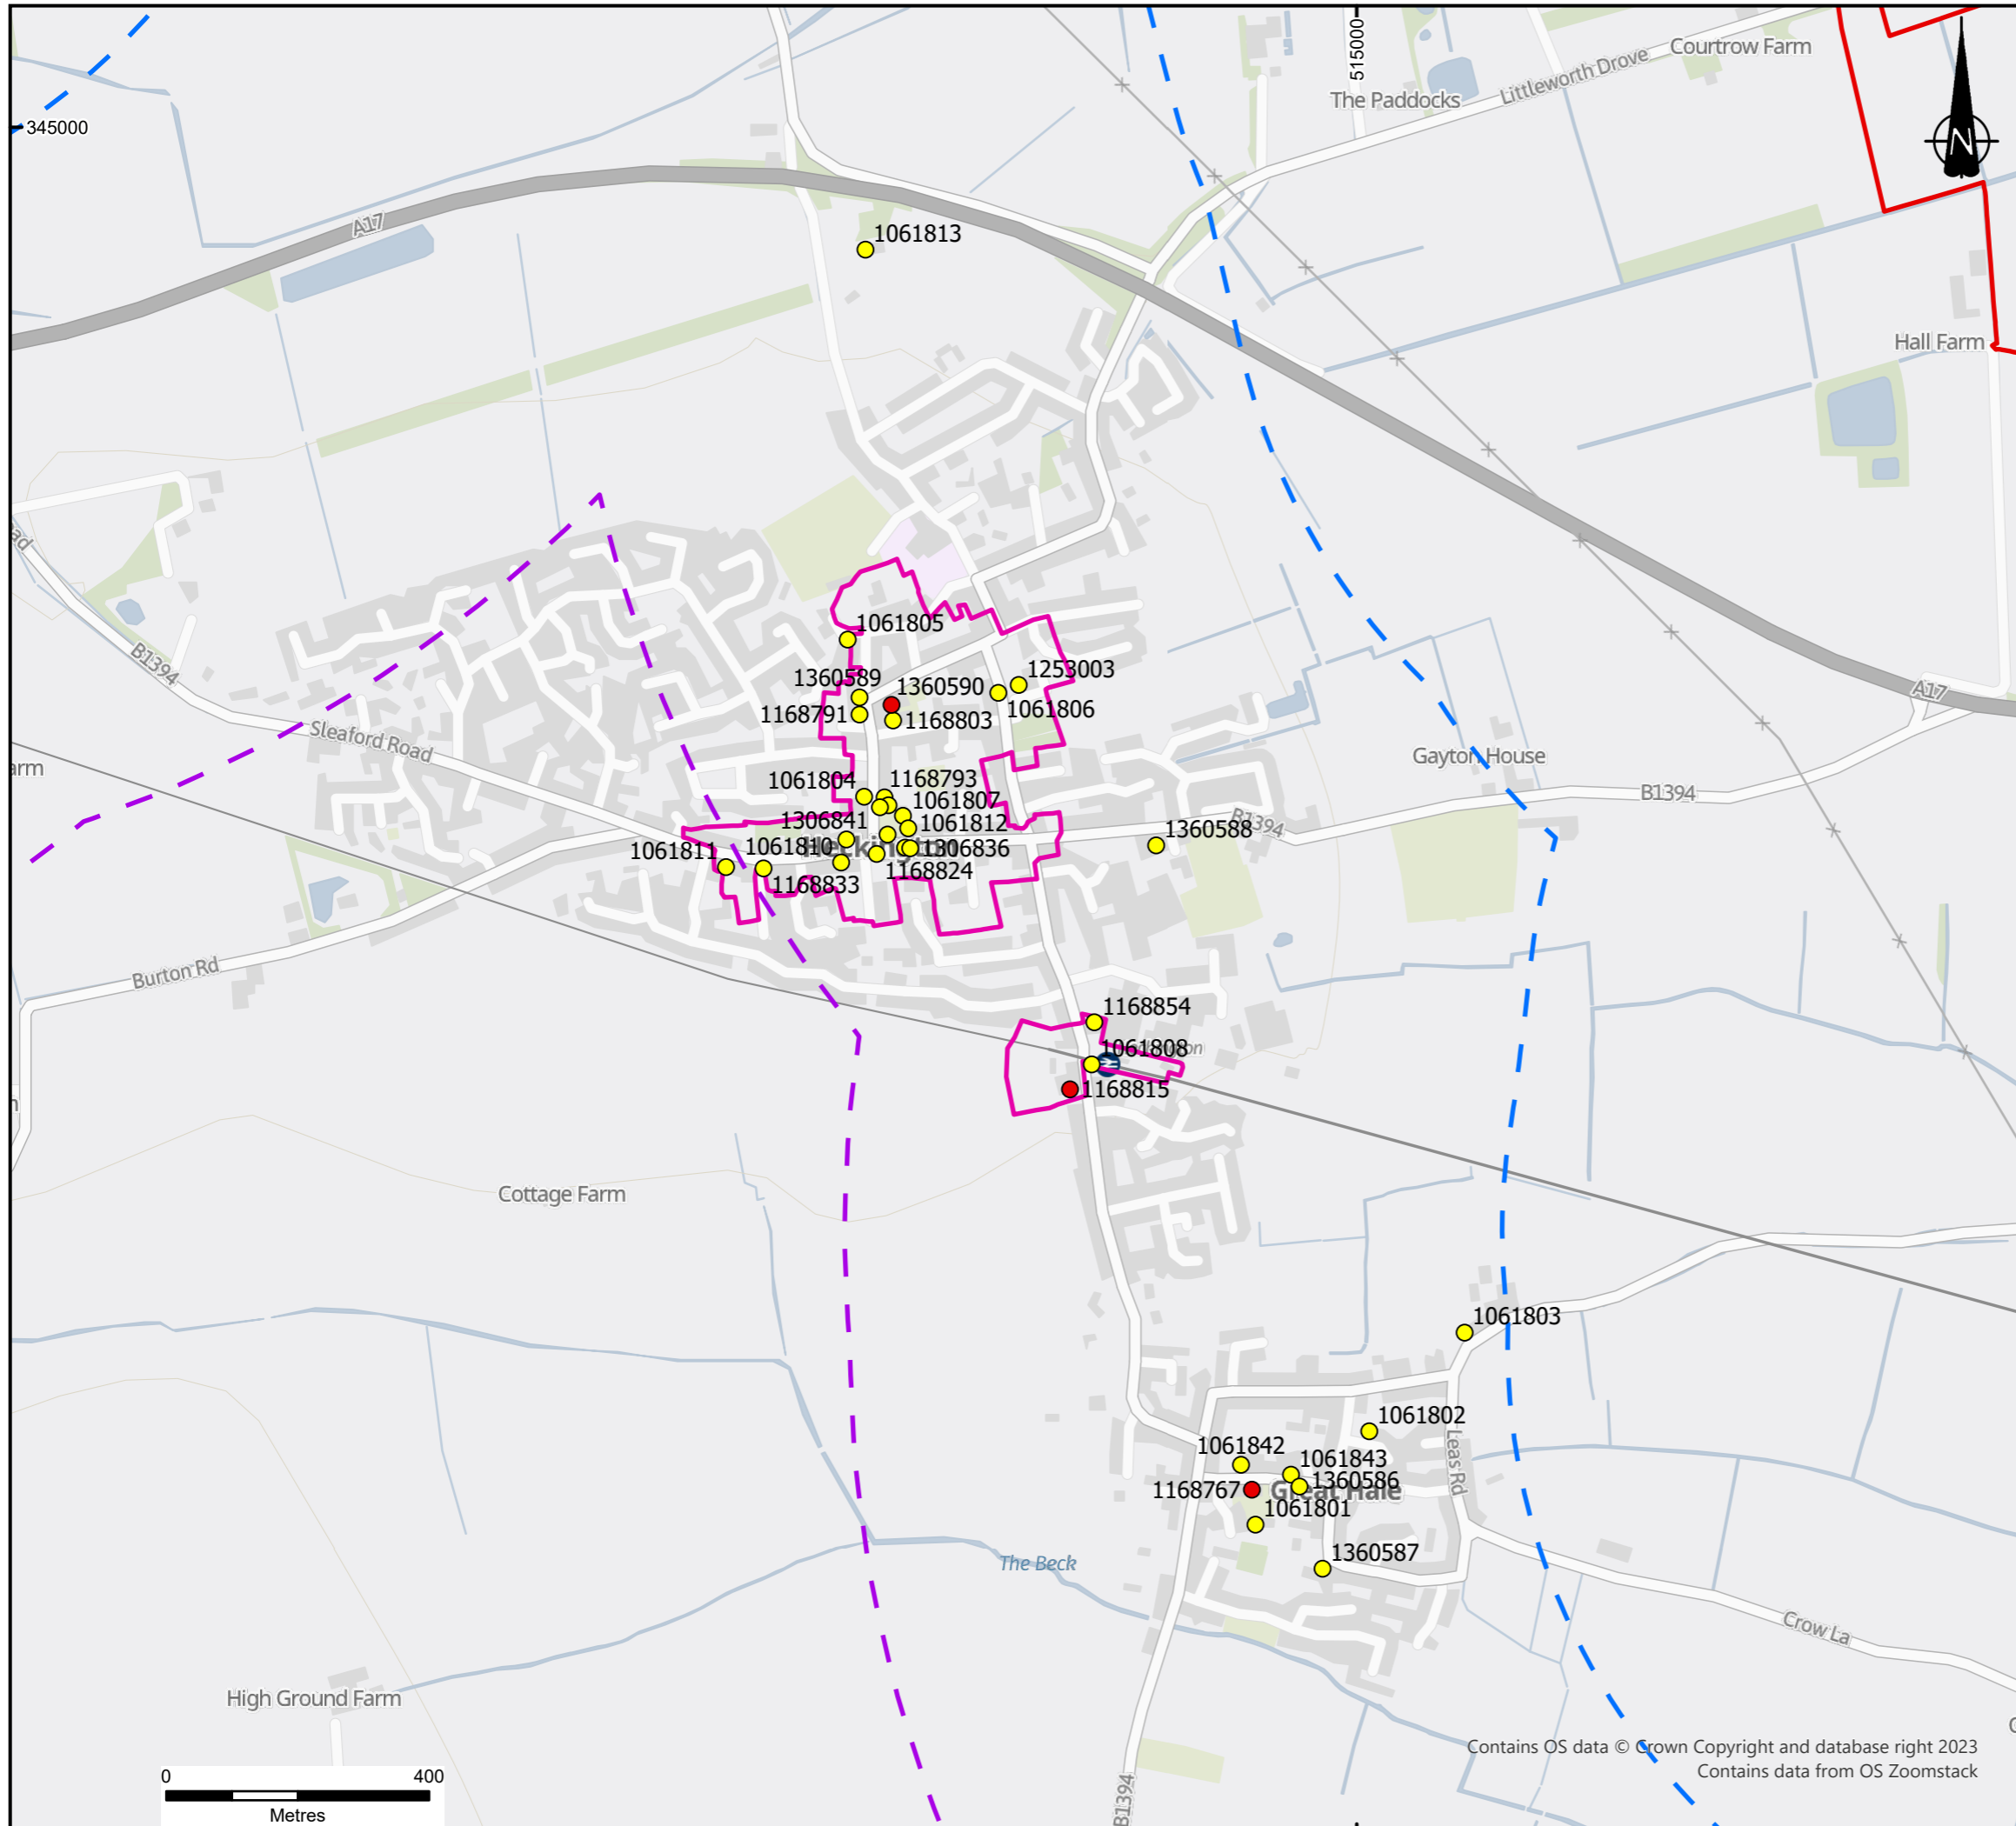 515000
Courtrow Farm
Littleworth Drove
The Paddocks
345000
N
A17
1061813
Hall Farm
1061805
B1394
1360589
1360590
1253003
1168791
1168803
1061806
A17
Sleaford Road
Gayton House
1061804
1168793
1061807
B1394
1306841
1061812
B1394
1360588
Heckington
1061811
1061810
1306836
1168824
1168833
Burton Rd
1168854
1061808
1168815
Cottage Farm
1061803
1061802
Leas Rd
1061842
1061843
1360586
1168767
Great Hale
1061801
The Beck
1360587
Crow La
High Ground Farm
Contains OS data © Crown Copyright and database right 2023
Contains data from OS Zoomstack
0 400
Metres
B1394